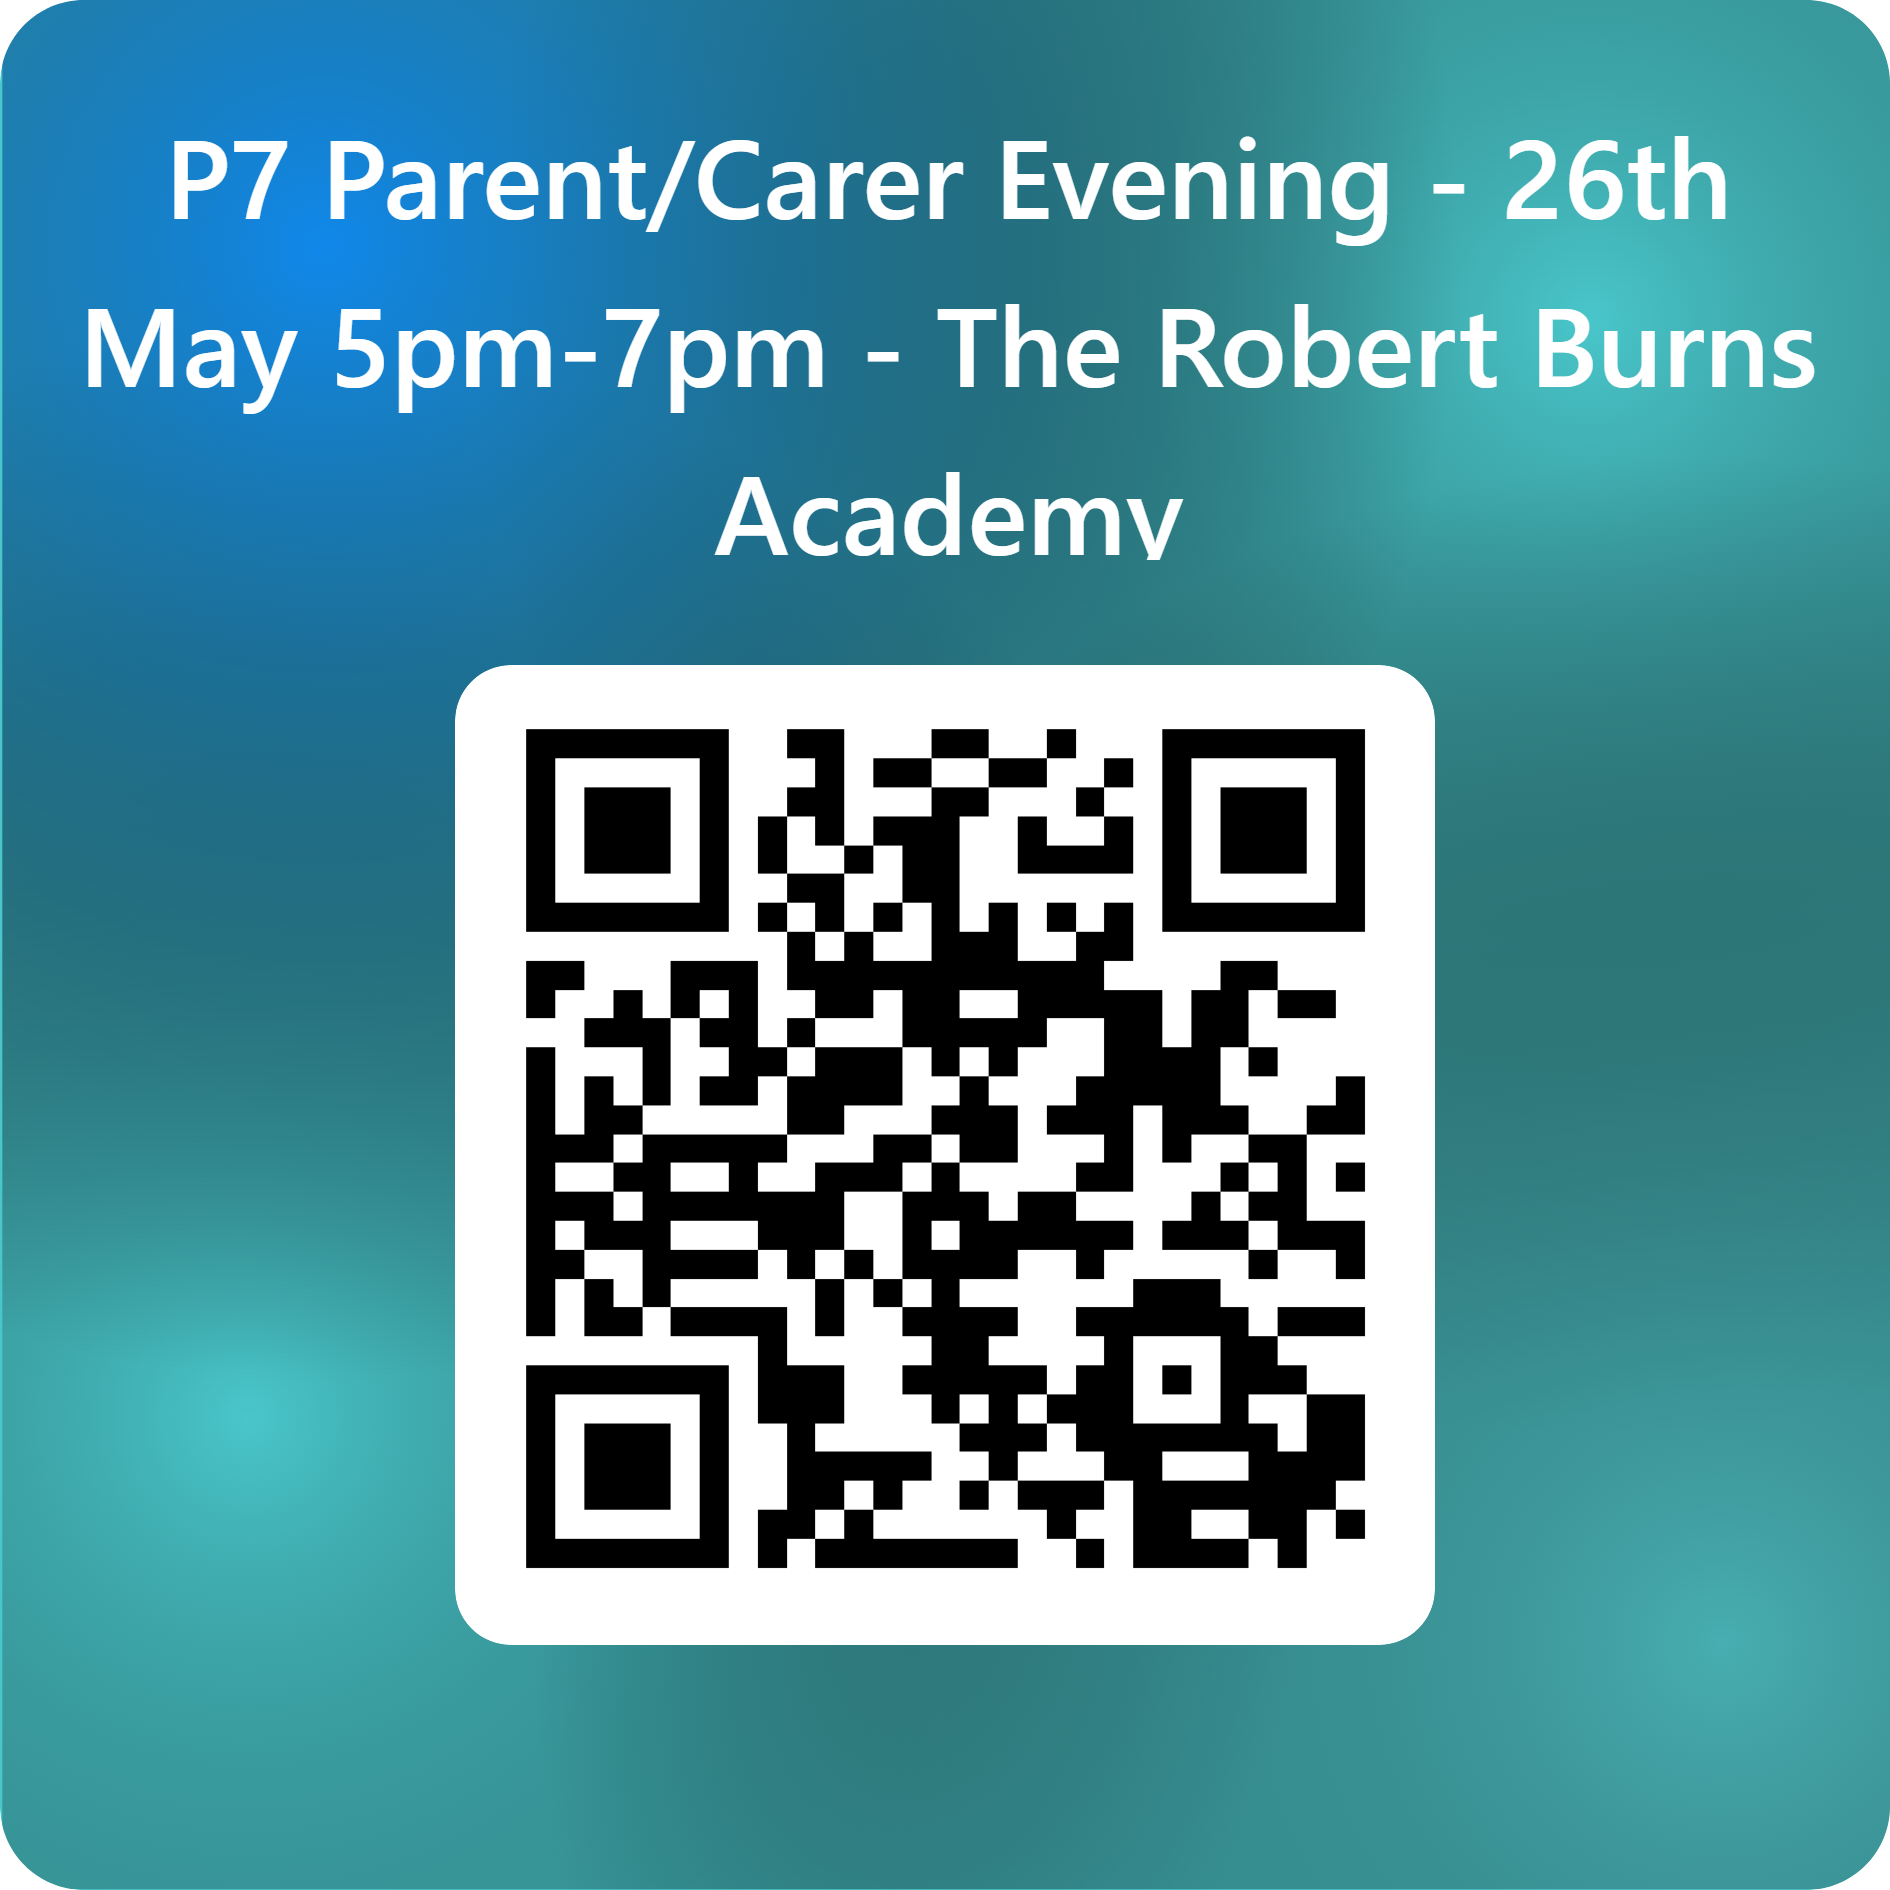 P7 Parent/Carer Evening - 26th
May 5pm-7pm - The Robert Burns
Academy